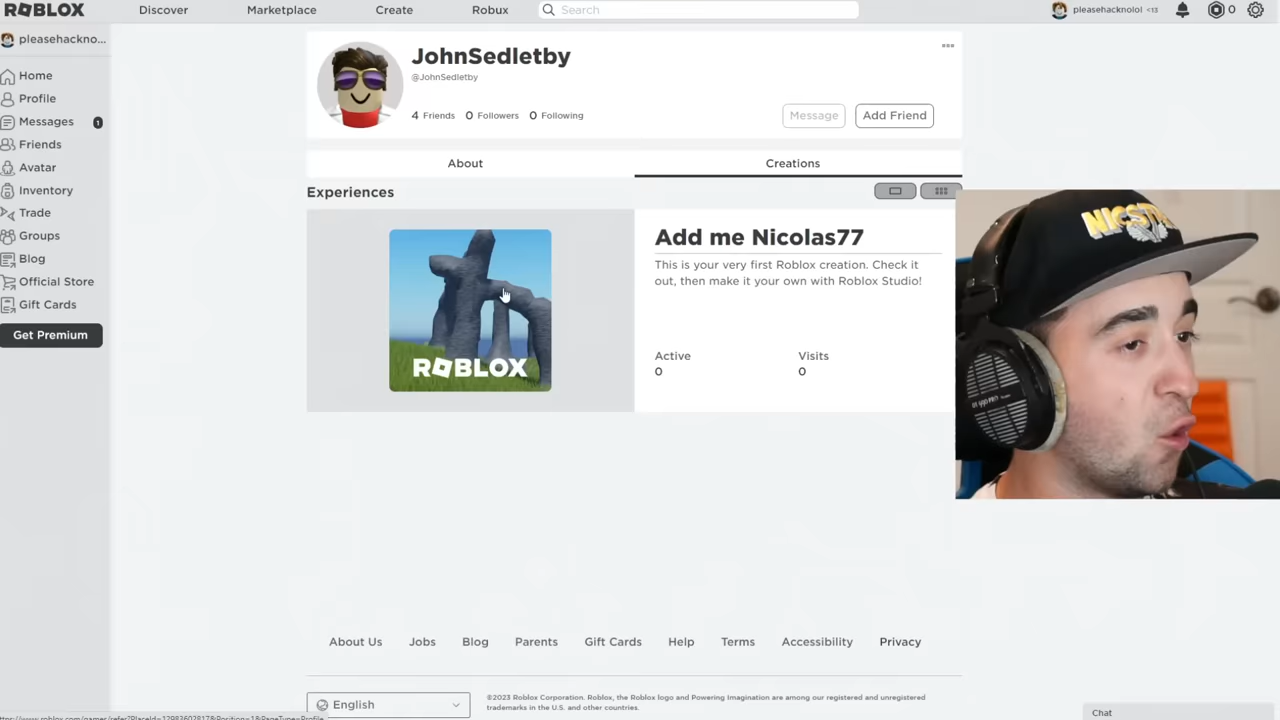 ROBLOX
Discover
Marketplace
Create
Robux
Search
pleasehacknolol <13
0
pleasehackno...
Home
Profile
Messages 1
Friends
Avatar
Inventory
Trade
Groups
Blog
Official Store
Gift Cards
Get Premium
JohnSedletby
@JohnSedletby
4 Friends 0 Followers 0 Following
Message
Add Friend
About
Creations
Experiences
ROBLOX
Add me Nicolas77
This is your very first Roblox creation. Check it
out, then make it your own with Roblox Studio!
Active
0
Visits
0
About Us Jobs Blog Parents Gift Cards Help Terms Accessibility Privacy
English
©2023 Roblox Corporation. Roblox, the Roblox logo and Powering Imagination are among our registered and unregistered
trademarks in the U.S. and other countries.
Chat